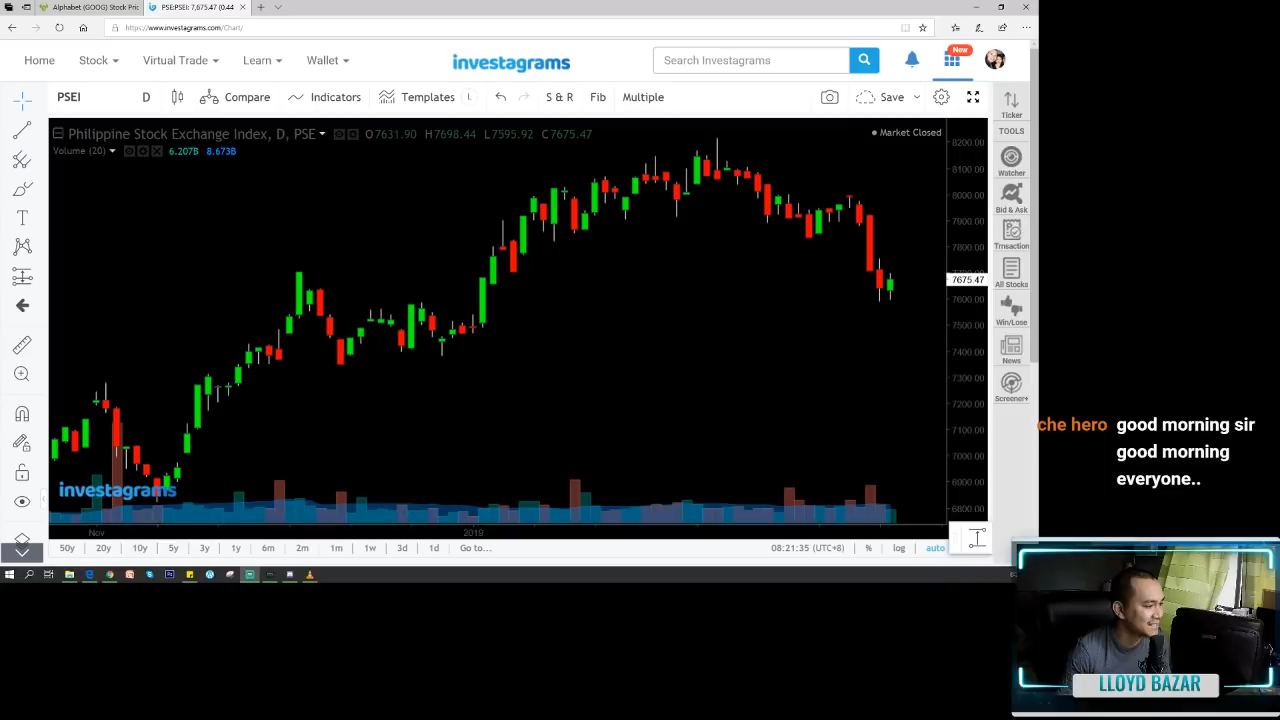 Alphabet (GOOG) Stock Pric
PSE:PSEI: 7,675.47 (0.44
https://www.investagrams.com/Chart/
Home
Stock
Virtual Trade
Learn
Wallet
investagrams
Search Investagrams
New
PSEI
D
Compare
Indicators
Templates
L
S & R
Fib
Multiple
Save
Ticker
TOOLS
Watcher
Bid & Ask
Trnsaction
All Stocks
Win/Lose
News
Screener+
Philippine Stock Exchange Index, D, PSE
O7631.90 H7698.44 L7595.92 C7675.47
Market Closed
Volume (20)
6.207B 8.673B
8200.00
8100.00
8000.00
7900.00
7800.00
7675.47
7600.00
7500.00
7400.00
7300.00
7200.00
7100.00
7000.00
6900.00
6800.00
investagrams
Nov
2019
50y 20y 10y 5y 3y 1y 6m 2m 1m 1w 3d 1d Go to...
08:21:35 (UTC+8)
% log auto
che hero good morning sir
good morning
everyone..
LLOYD BAZAR